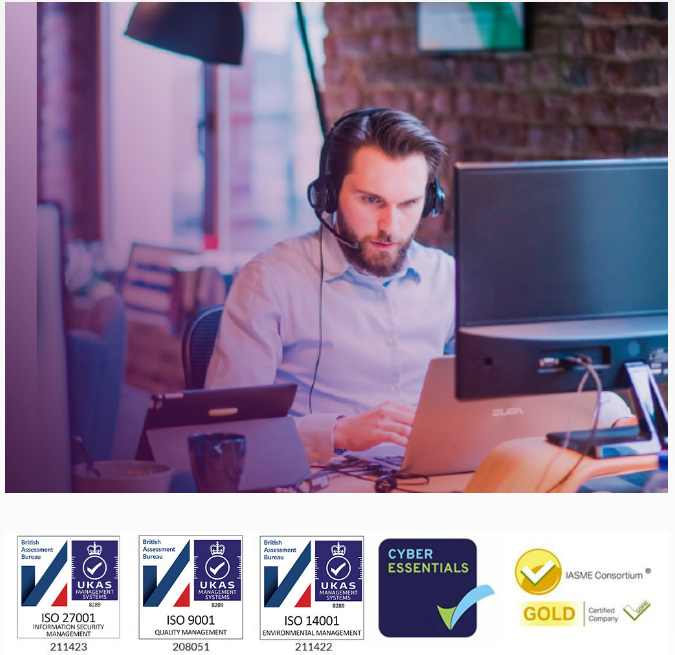 ASUS
British
Assessment
Bureau
UKAS
MANAGEMENT
SYSTEMS
8289
ISO 27001
INFORMATION SECURITY
MANAGEMENT
211423
British
Assessment
Bureau
UKAS
MANAGEMENT
SYSTEMS
8289
ISO 9001
QUALITY MANAGEMENT
208051
British
Assessment
Bureau
UKAS
MANAGEMENT
SYSTEMS
8289
ISO 14001
ENVIRONMENTAL MANAGEMENT
211422
CYBER
ESSENTIALS
IASME Consortium ®
GOLD
Certified
Company